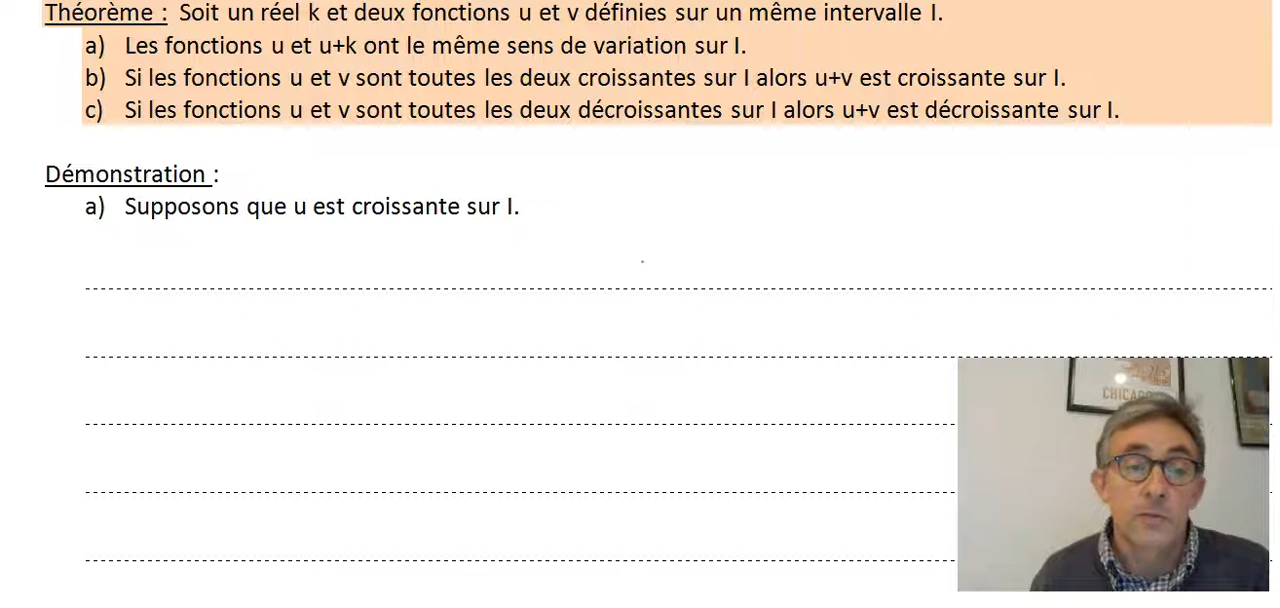 Théorème : Soit un réel k et deux fonctions u et v définies sur un même intervalle I.
a) Les fonctions u et u+k ont le même sens de variation sur I.
b) Si les fonctions u et v sont toutes les deux croissantes sur I alors u+v est croissante sur I.
c) Si les fonctions u et v sont toutes les deux décroissantes sur I alors u+v est décroissante sur I.
Démonstration :
a) Supposons que u est croissante sur I.